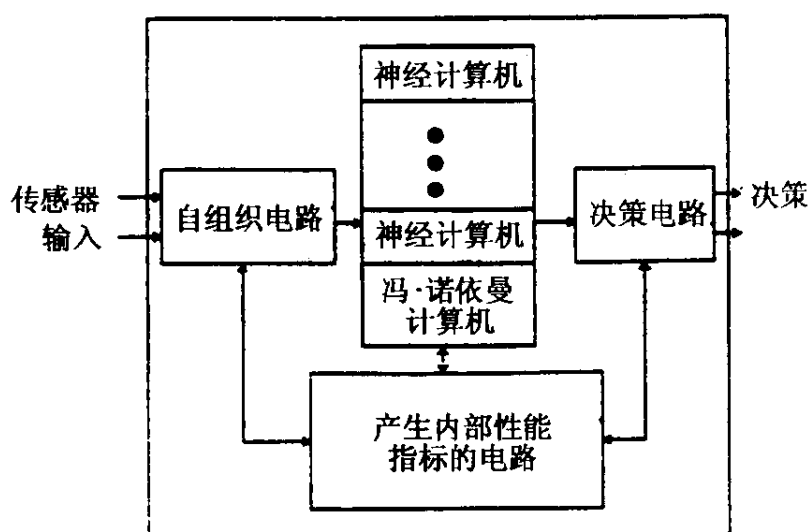 神经计算机
传感器
输入
自组织电路
神经计算机
冯·诺依曼
计算机
决策电路
决策
产生内部性能
指标的电路